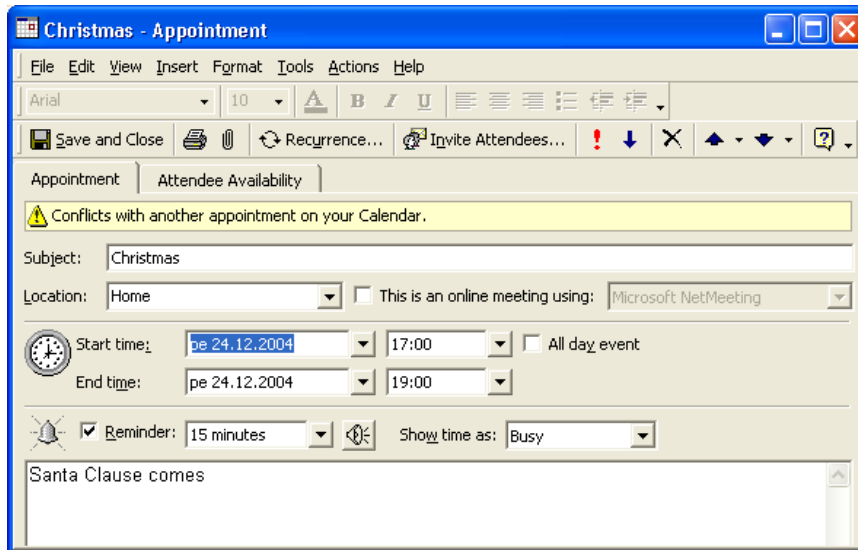 Christmas - Appointment
File Edit View Insert Format Tools Actions Help
Arial 10 A B I U
Save and Close Recurrence... Invite Attendees...
Appointment Attendee Availability
Conflicts with another appointment on your Calendar.
Subject: Christmas
Location: Home This is an online meeting using: Microsoft NetMeeting
Start time: pe 24.12.2004 17:00 All day event
End time: pe 24.12.2004 19:00
Reminder: 15 minutes Show time as: Busy
Santa Clause comes